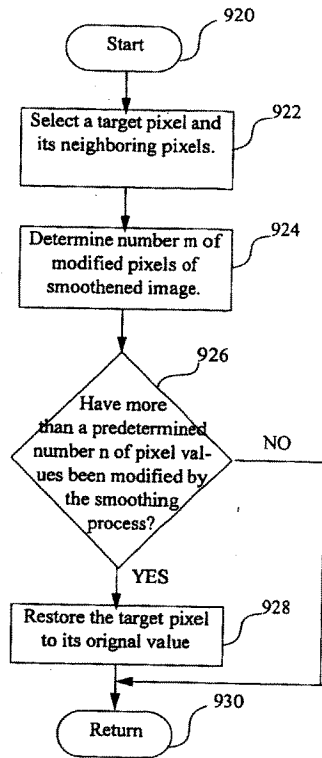 Start
920
Select a target pixel and
its neighboring pixels.
922
Determine number m of
modified pixels of
smoothened image.
924
926
Have more
than a predetermined
number n of pixel val-
ues been modified by
the smoothing
process?
NO
YES
Restore the target pixel
to its orignal value
928
Return
930